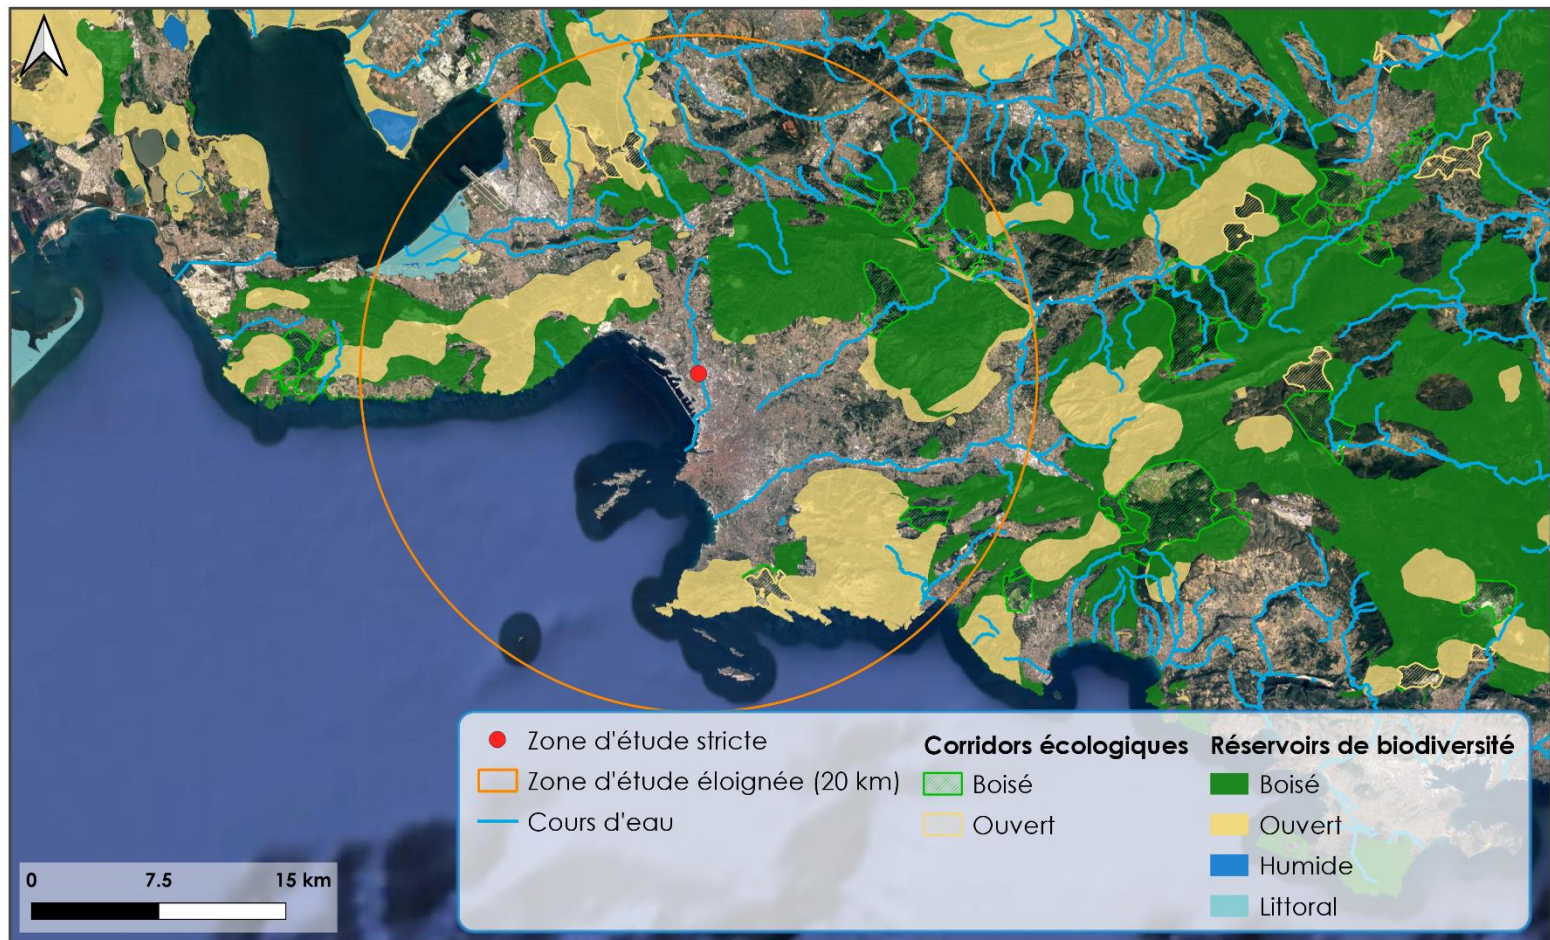 Zone d'étude stricte
Zone d'étude éloignée (20 km)
Cours d'eau
Corridors écologiques
Boisé
Ouvert
Réservoirs de biodiversité
Boisé
Ouvert
Humide
Littoral
0 7.5 15 km